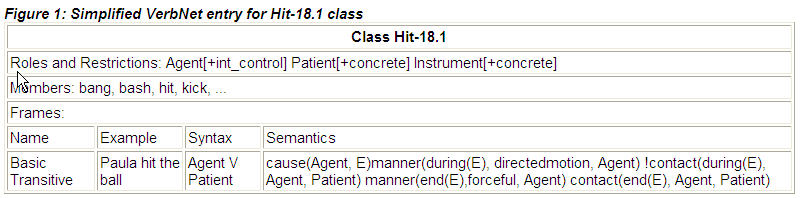 Figure 1: Simplified VerbNet entry for Hit-18.1 class
Class Hit-18.1
Roles and Restrictions: Agent[+int_control] Patient[+concrete] Instrument[+concrete]
Members: bang, bash, hit, kick, ...
Frames:
Name Example Syntax Semantics
Basic Transitive
Paula hit the ball
Agent V Patient
cause(Agent, E)manner(during(E), directedmotion, Agent) !contact(during(E),
Agent, Patient) manner(end(E),forceful, Agent) contact(end(E), Agent, Patient)